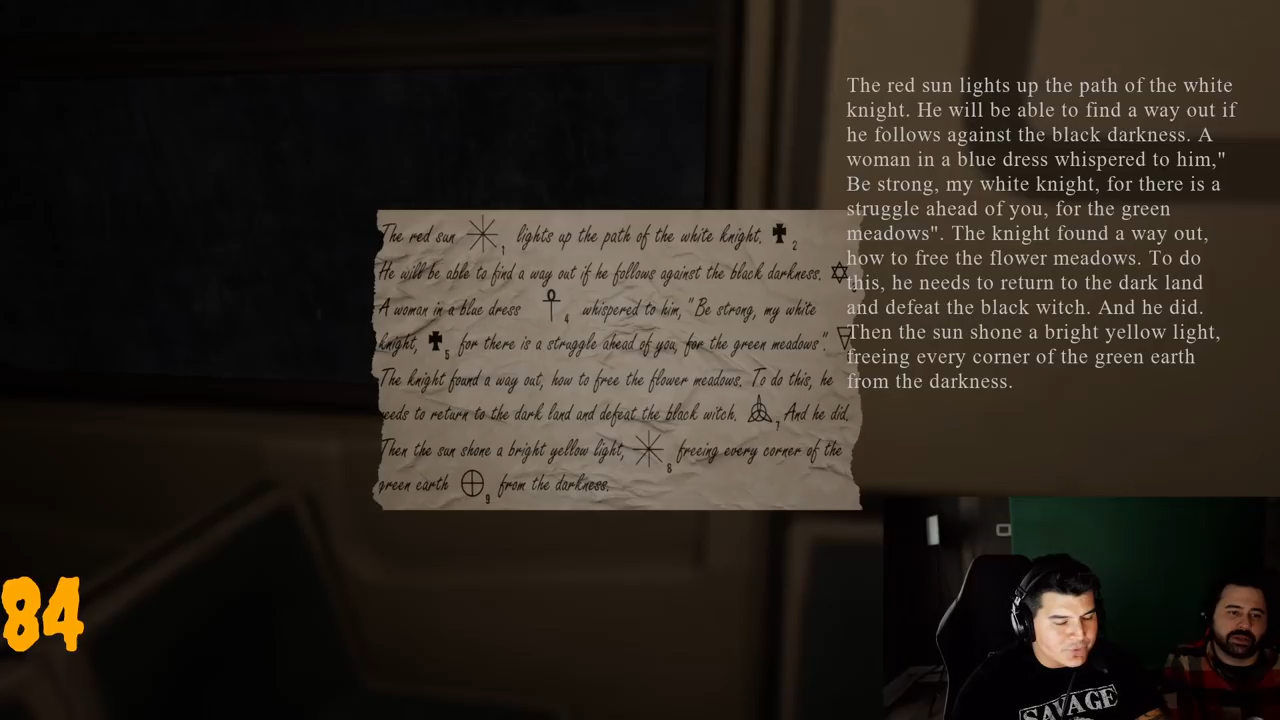 The red sun 1 lights up the path of the white knight. 2
He will be able to find a way out if he follows against the black darkness.
A woman in a blue dress 4 whispered to him, "Be strong, my white
knight, 5 for there is a struggle ahead of you, for the green meadows".
The knight found a way out, how to free the flower meadows. To do this, he
needs to return to the dark land and defeat the black witch. 7 And he did.
Then the sun shone a bright yellow light, 8 freeing every corner of the
green earth 9 from the darkness.
The red sun lights up the path of the white
knight. He will be able to find a way out if
he follows against the black darkness. A
woman in a blue dress whispered to him,"
Be strong, my white knight, for there is a
struggle ahead of you, for the green
meadows". The knight found a way out,
how to free the flower meadows. To do
this, he needs to return to the dark land
and defeat the black witch. And he did.
Then the sun shone a bright yellow light,
freeing every corner of the green earth
from the darkness.
84
SAVAGE